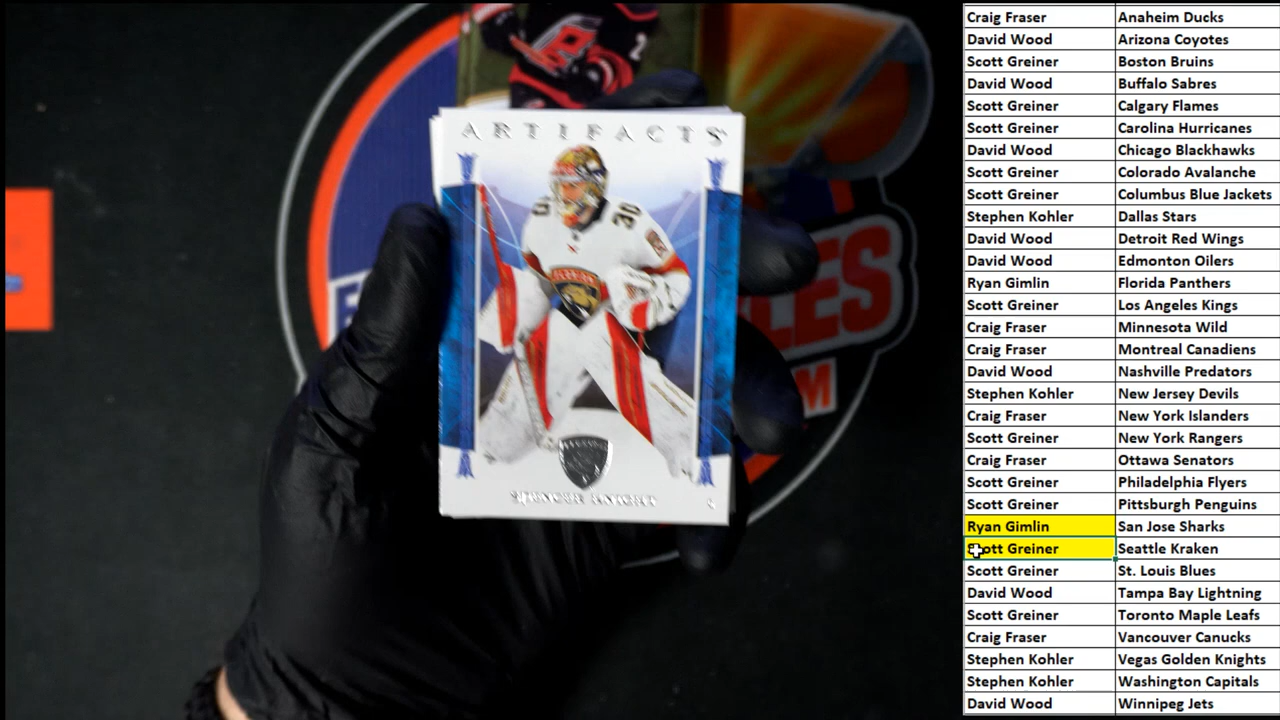 ARTIFACTS
30
SPENCER KNIGHT
Craig Fraser Anaheim Ducks
David Wood Arizona Coyotes
Scott Greiner Boston Bruins
David Wood Buffalo Sabres
Scott Greiner Calgary Flames
Scott Greiner Carolina Hurricanes
David Wood Chicago Blackhawks
Scott Greiner Colorado Avalanche
Scott Greiner Columbus Blue Jackets
Stephen Kohler Dallas Stars
David Wood Detroit Red Wings
David Wood Edmonton Oilers
Ryan Gimlin Florida Panthers
Scott Greiner Los Angeles Kings
Craig Fraser Minnesota Wild
Craig Fraser Montreal Canadiens
David Wood Nashville Predators
Stephen Kohler New Jersey Devils
Craig Fraser New York Islanders
Scott Greiner New York Rangers
Craig Fraser Ottawa Senators
Scott Greiner Philadelphia Flyers
Scott Greiner Pittsburgh Penguins
Ryan Gimlin San Jose Sharks
Scott Greiner Seattle Kraken
Scott Greiner St. Louis Blues
David Wood Tampa Bay Lightning
Scott Greiner Toronto Maple Leafs
Craig Fraser Vancouver Canucks
Stephen Kohler Vegas Golden Knights
Stephen Kohler Washington Capitals
David Wood Winnipeg Jets